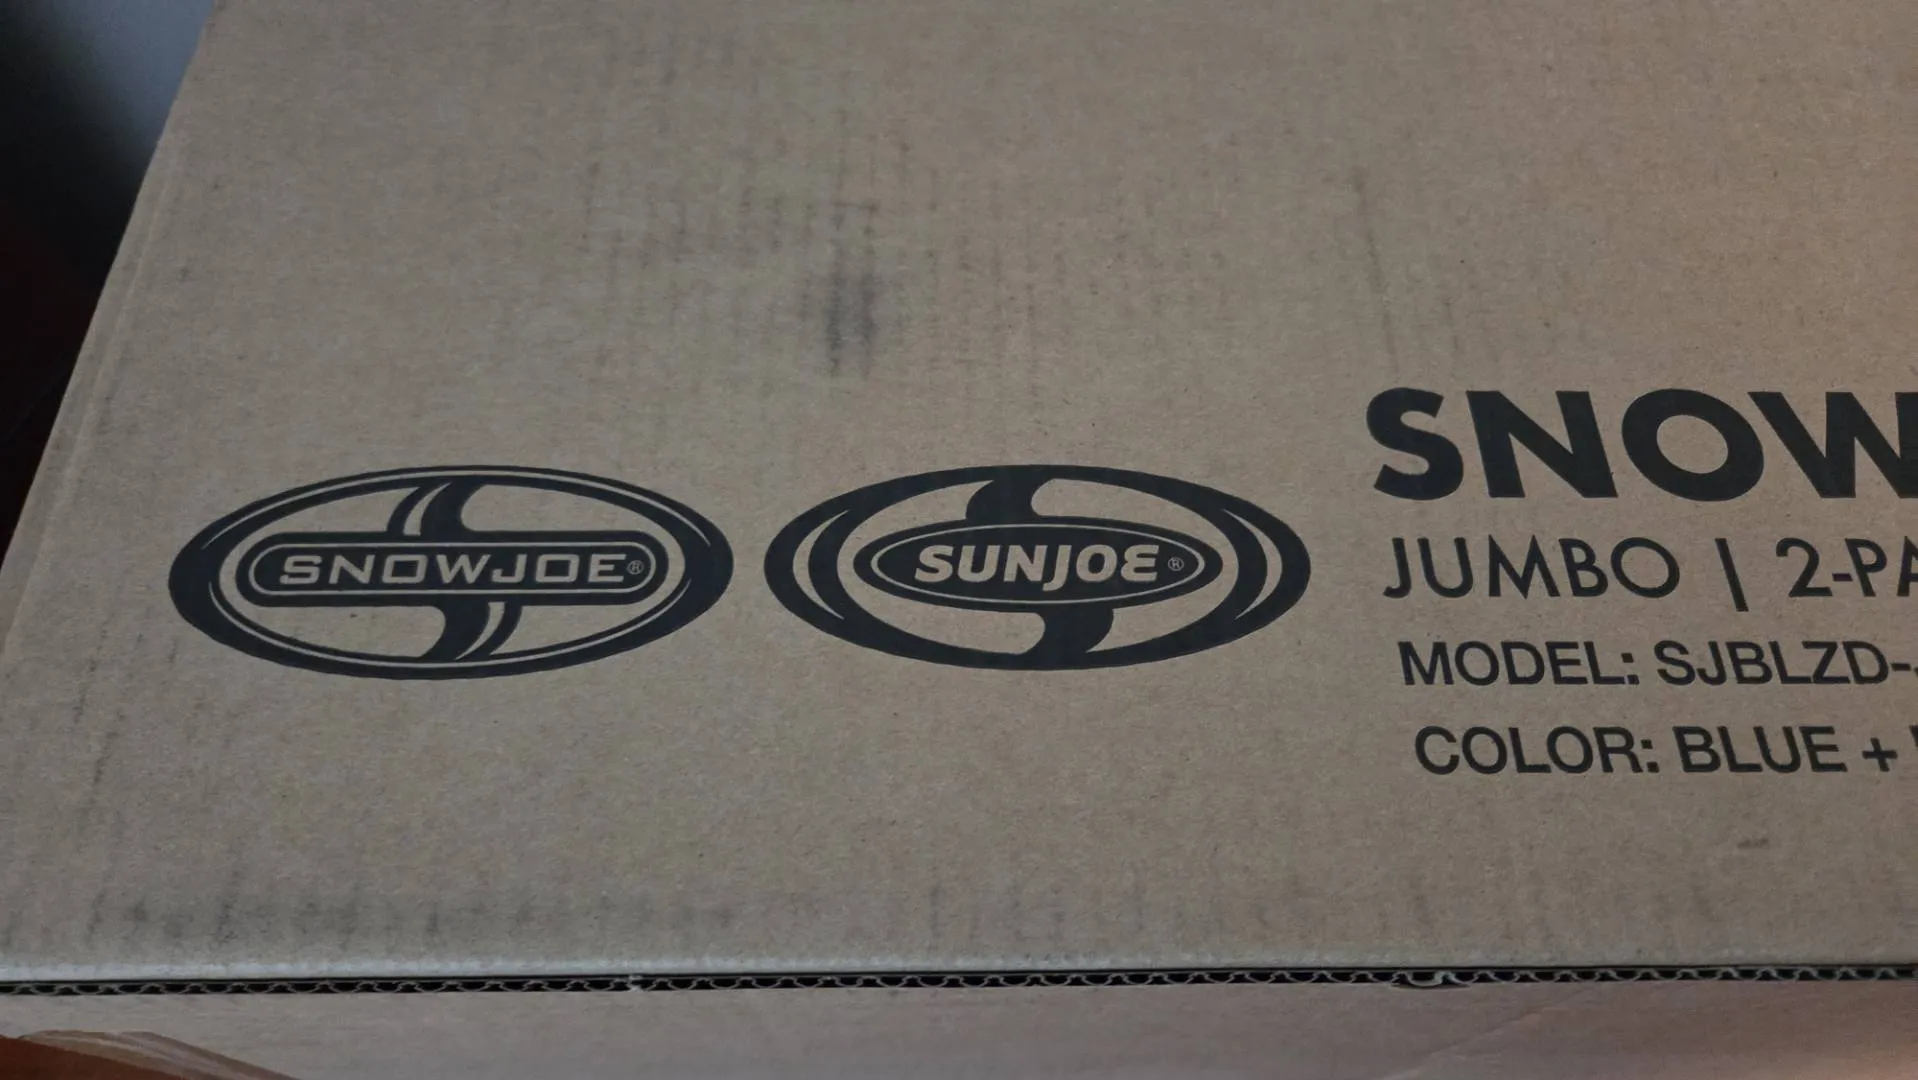 SNOWJOE®
SUNJOE®
SNOW
JUMBO | 2-PA
MODEL: SJBLZD-
COLOR: BLUE +